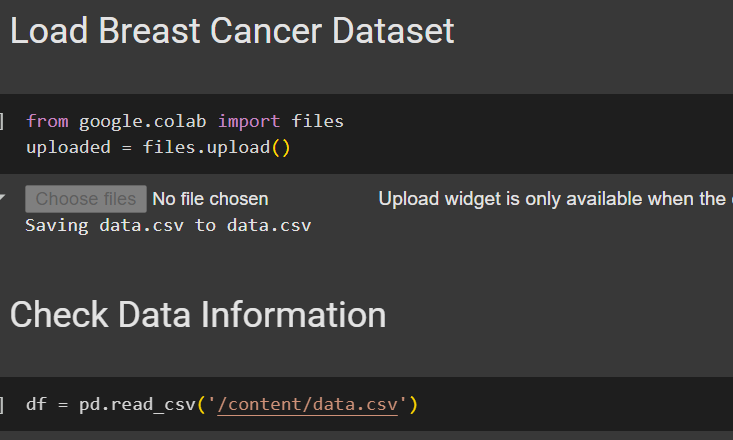 Load Breast Cancer Dataset
from google.colab import files
uploaded = files.upload()
Choose files No file chosen Upload widget is only available when the
Saving data.csv to data.csv
Check Data Information
df = pd.read_csv('/content/data.csv')